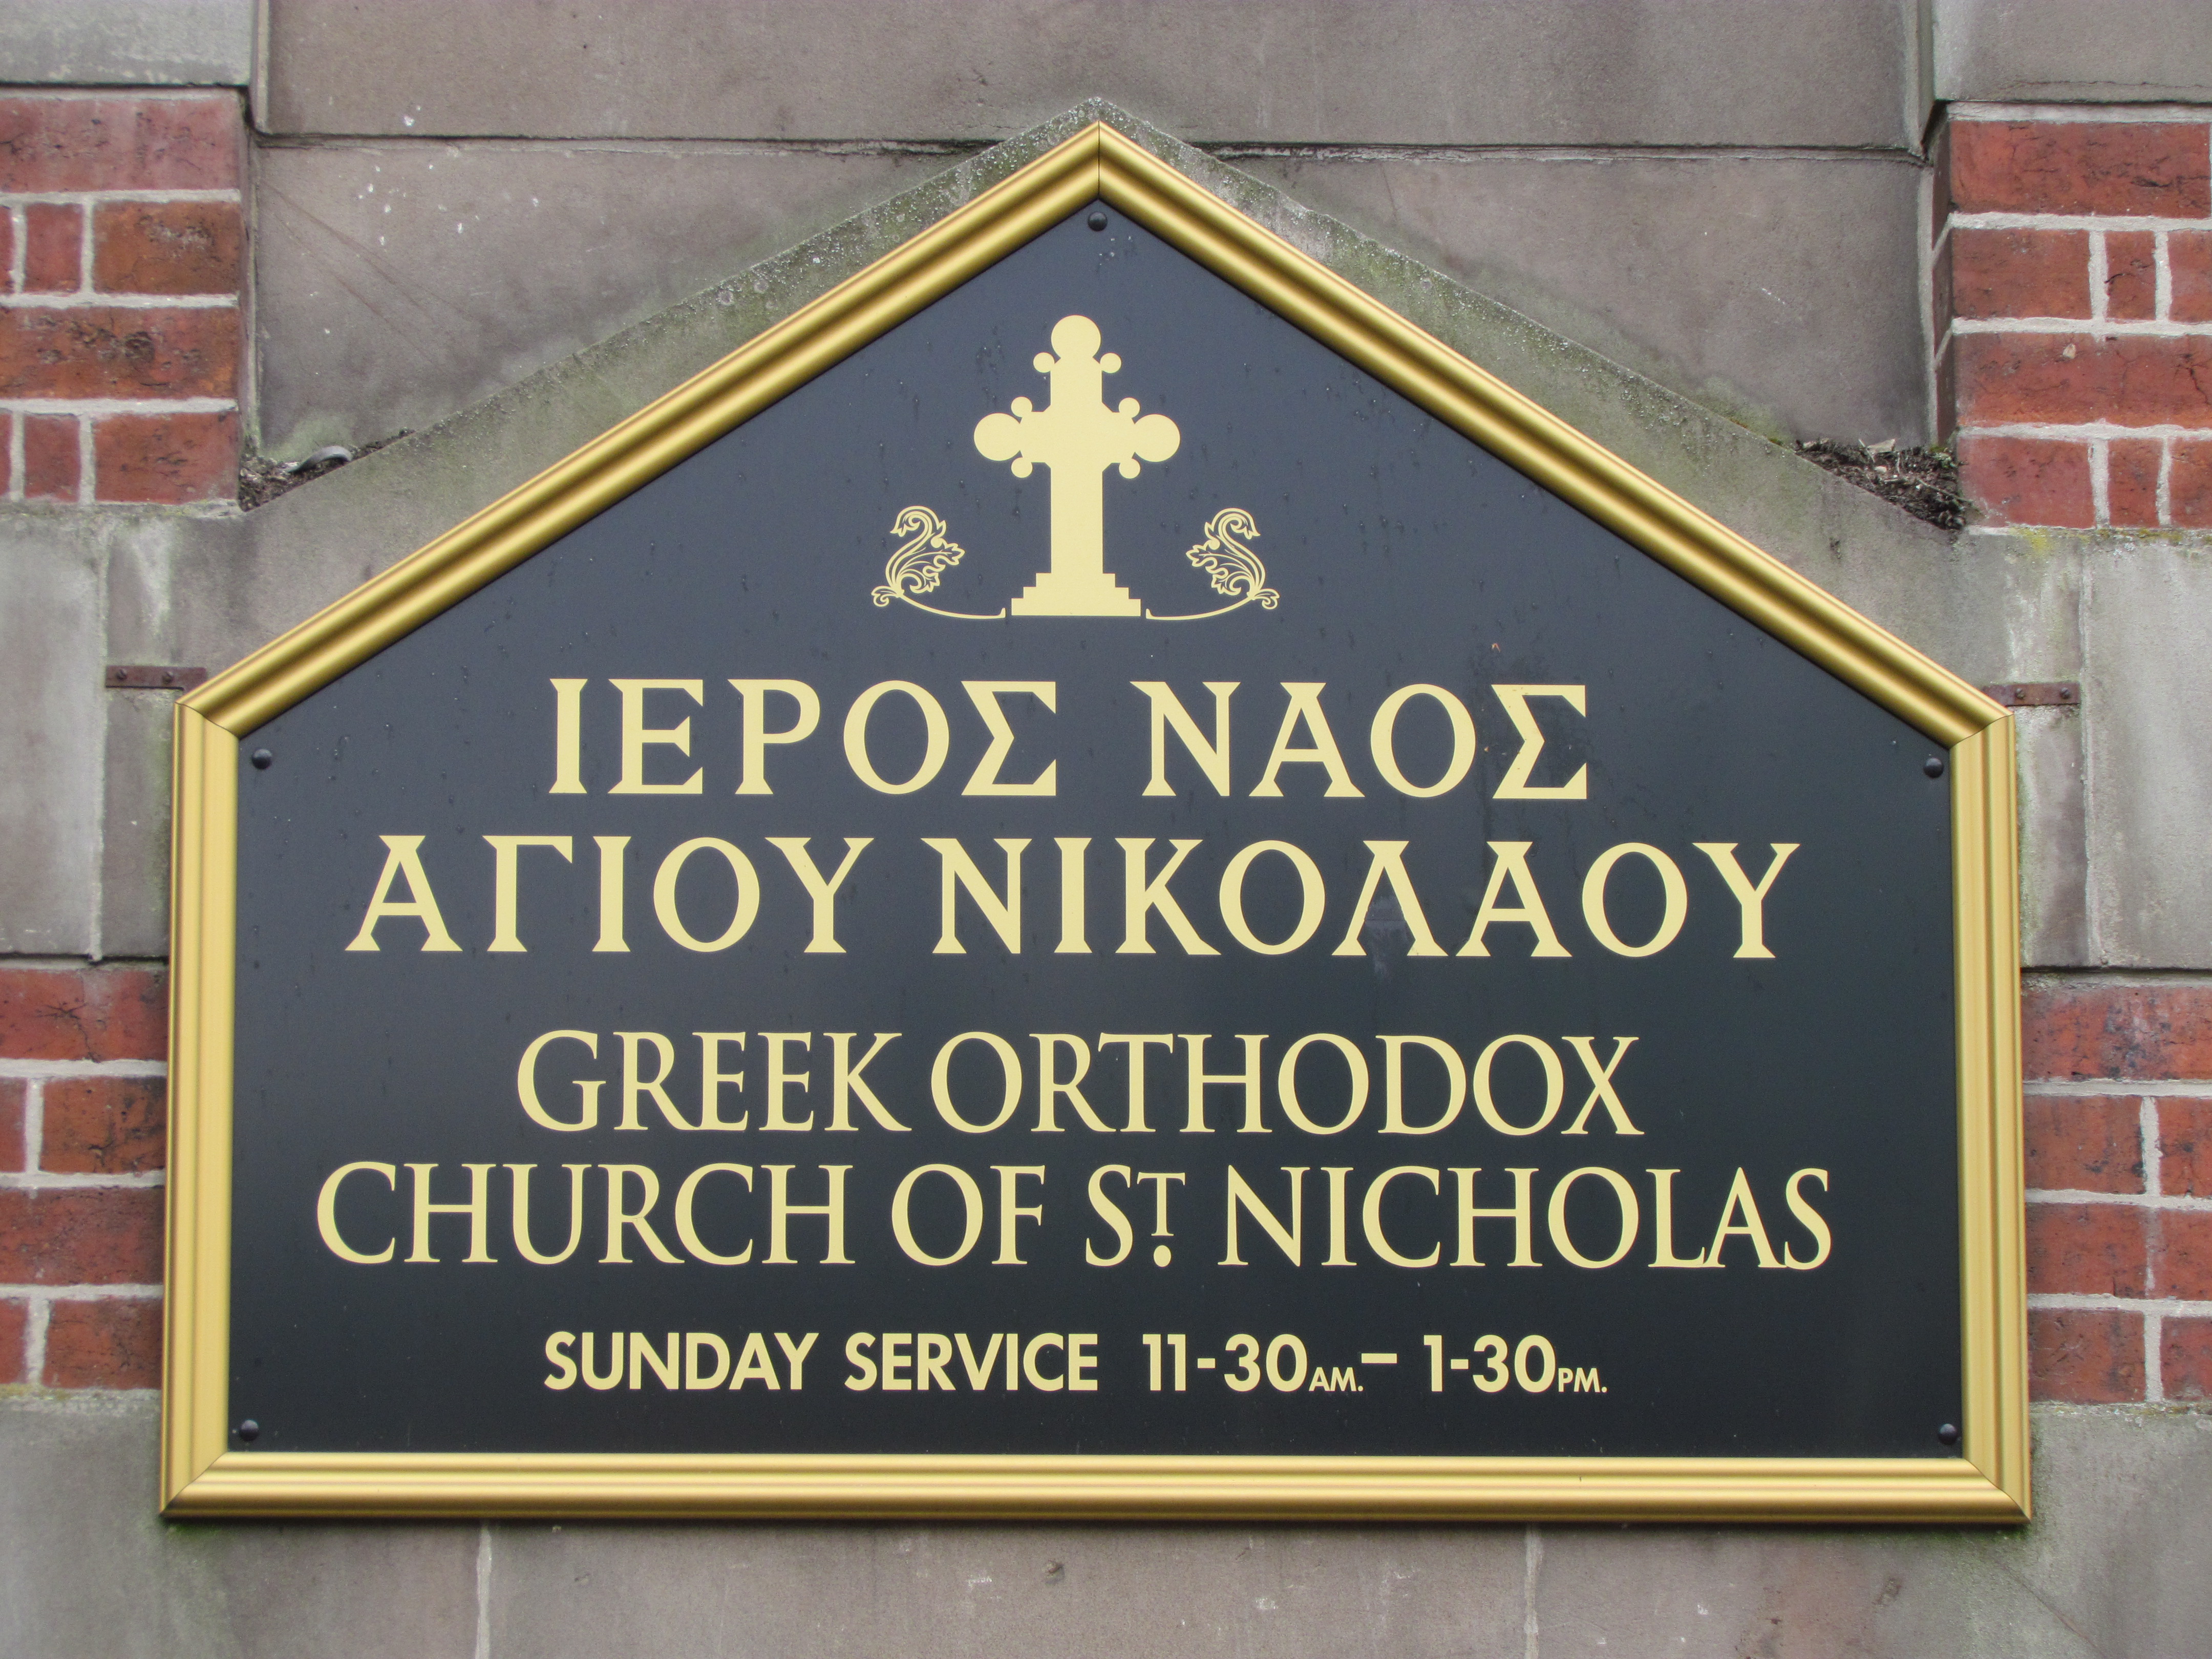 ΙΕΡΟΣ ΝΑΟΣ
ΑΓΙΟΥ ΝΙΚΟΛΑΟΥ
GREEK ORTHODOX
CHURCH OF ST. NICHOLAS
SUNDAY SERVICE 11-30AM.– 1-30PM.